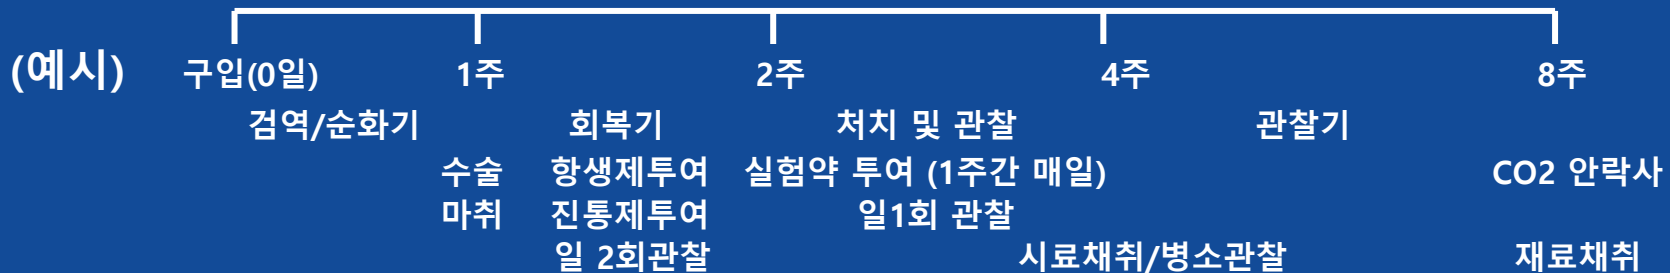 (예시) 구입(0일) 1주 2주 4주 8주
검역/순화기 회복기 처치 및 관찰 관찰기
수술 항생제투여 실험약 투여 (1주간 매일) CO2 안락사
마취 진통제투여 일1회 관찰
일 2회관찰 시료채취/병소관찰 재료채취